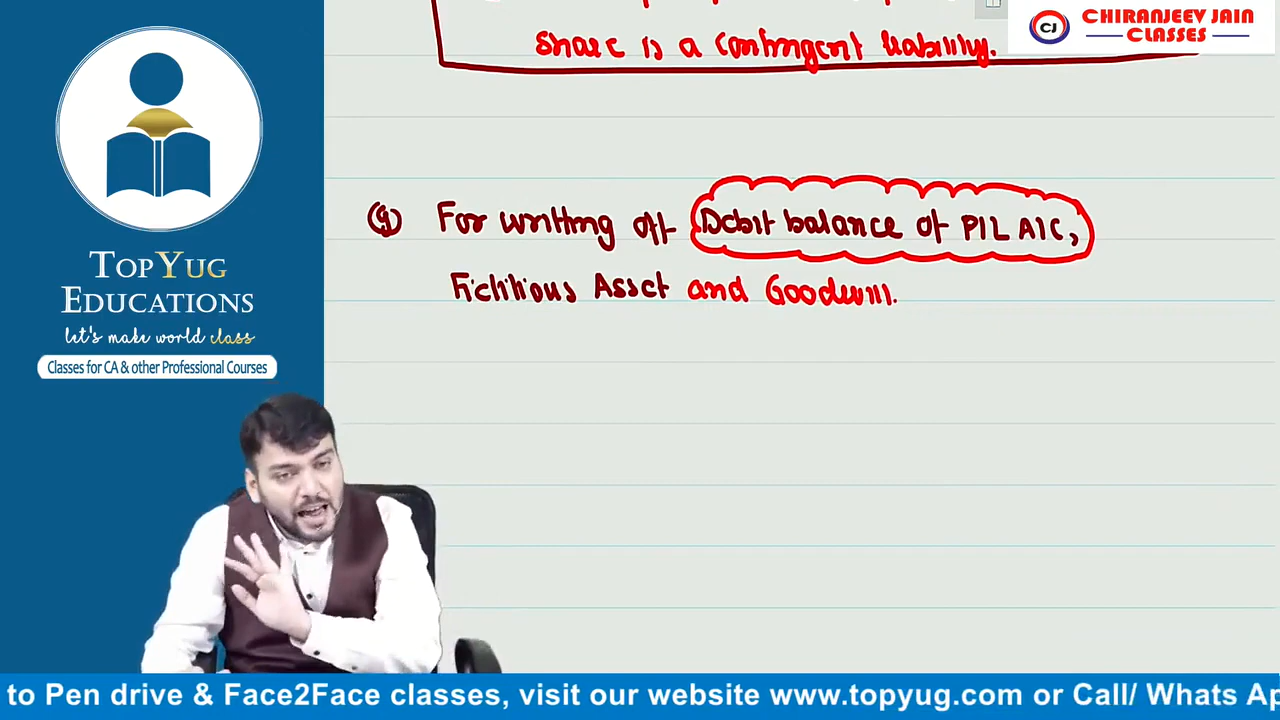 Share is a contingent liability.
CHIRANJEEV JAIN
CLASSES
CJ
(9) For writing off Debit balance of P/L A/C,
Fictitious Asset and Goodwill.
TOPYUG
EDUCATIONS
let's make world class
Classes for CA & other Professional Courses
to Pen drive & Face2Face classes, visit our website www.topyug.com or Call/ Whats Ap